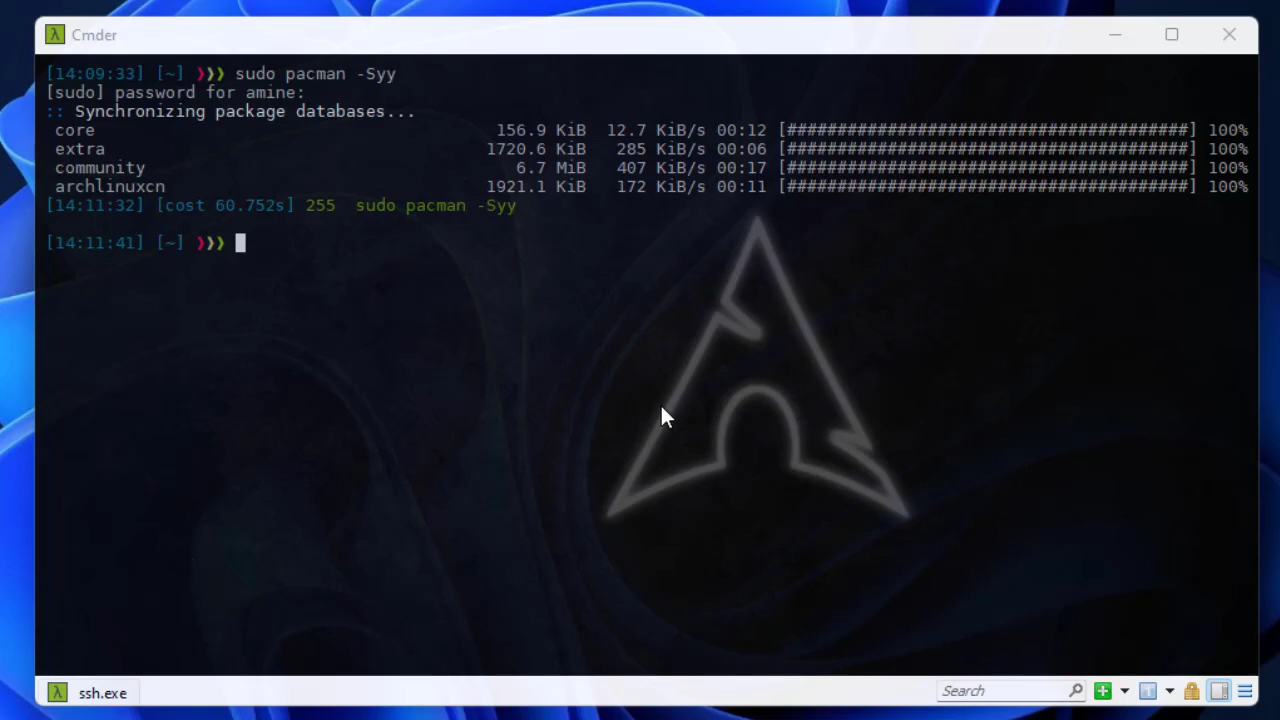 Cmder
[14:09:33] [~] ❯❯❯ sudo pacman -Syy
[sudo] password for amine:
:: Synchronizing package databases...
core 156.9 KiB 12.7 KiB/s 00:12 [########################################] 100%
extra 1720.6 KiB 285 KiB/s 00:06 [########################################] 100%
community 6.7 MiB 407 KiB/s 00:17 [########################################] 100%
archlinuxcn 1921.1 KiB 172 KiB/s 00:11 [########################################] 100%
[14:11:32] [cost 60.752s] 255 sudo pacman -Syy
[14:11:41] [~] ❯❯❯
ssh.exe
Search